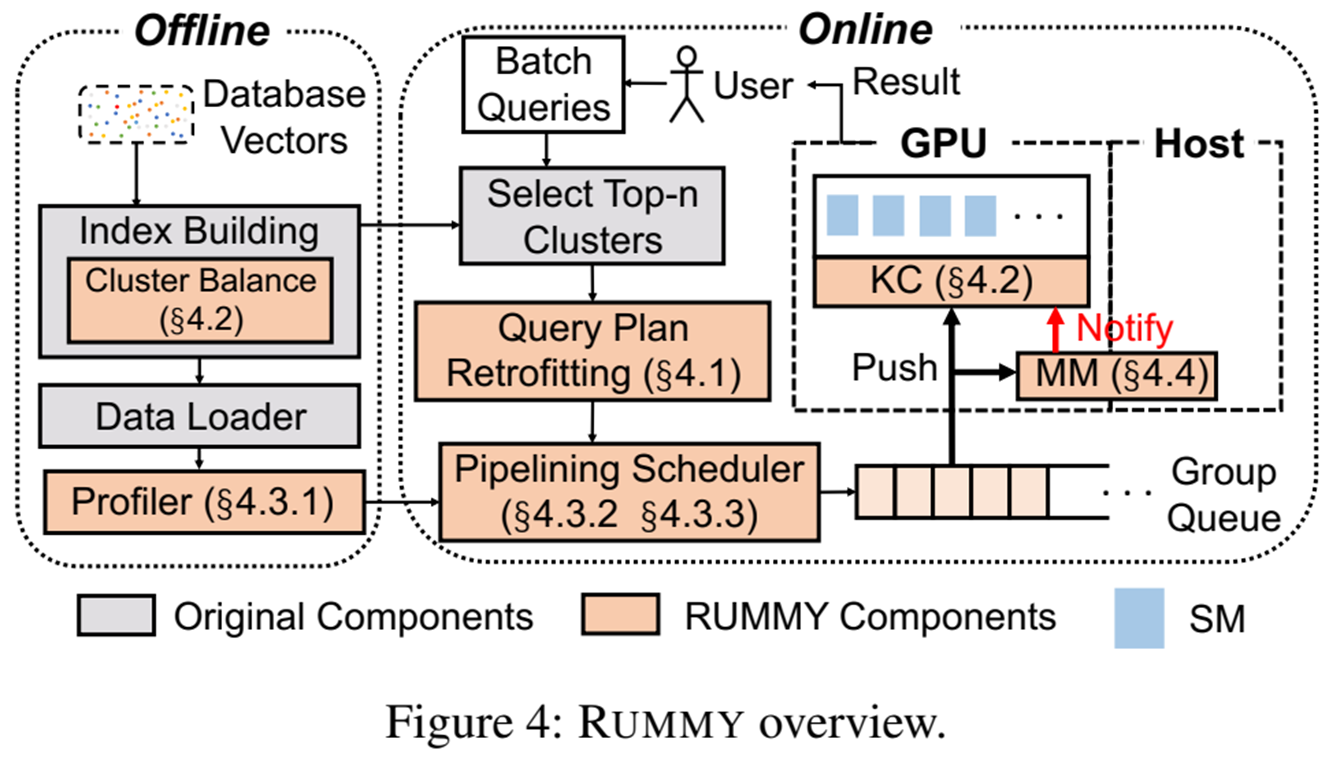 Offline
Database
Vectors
Index Building
Cluster Balance
(§4.2)
Data Loader
Profiler (§4.3.1)
Online
Batch
Queries
User
Result
Select Top-n
Clusters
Query Plan
Retrofitting (§4.1)
Pipelining Scheduler
(§4.3.2 §4.3.3)
GPU
Host
· · ·
KC (§4.2)
Notify
Push
MM (§4.4)
· · ·
Group
Queue
Original Components
RUMMY Components
SM
Figure 4: RUMMY overview.